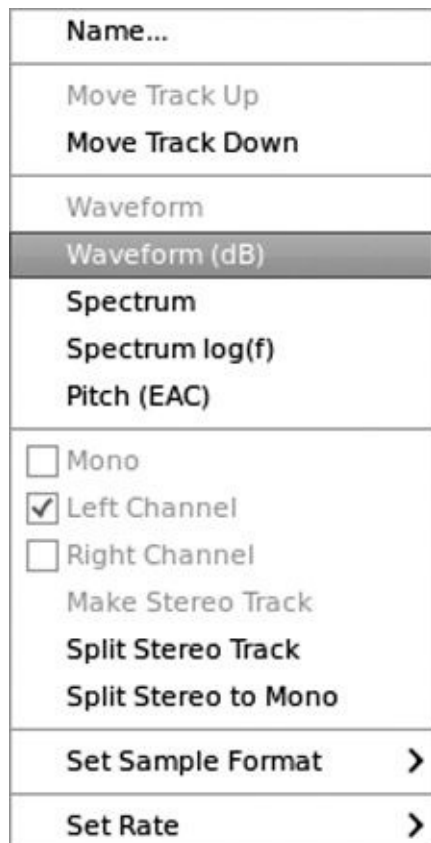 Name...
Move Track Up
Move Track Down
Waveform
Waveform (dB)
Spectrum
Spectrum log(f)
Pitch (EAC)
Mono
Left Channel
Right Channel
Make Stereo Track
Split Stereo Track
Split Stereo to Mono
Set Sample Format
Set Rate